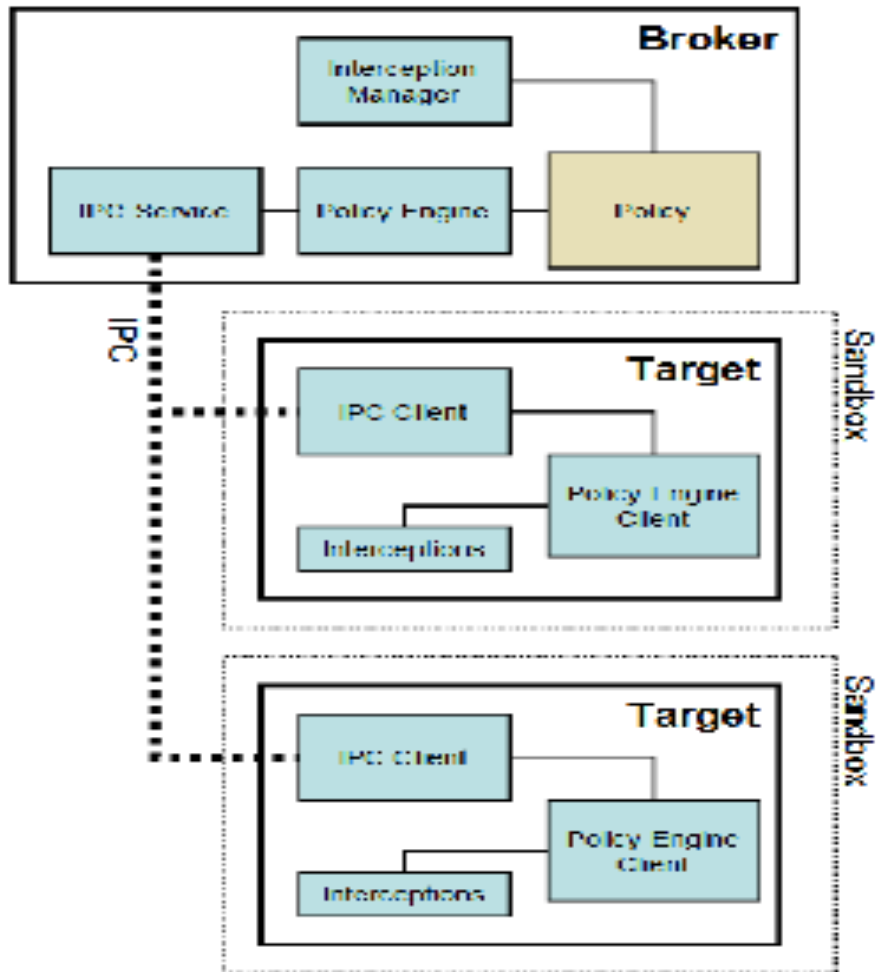 Broker
Interception
Manager
IPC Service
Policy Engine
Policy
IPC
Sandbox
Target
IPC Client
Policy Engine
Client
Interceptions
Sandbox
Target
IPC Client
Policy Engine
Client
Interceptions